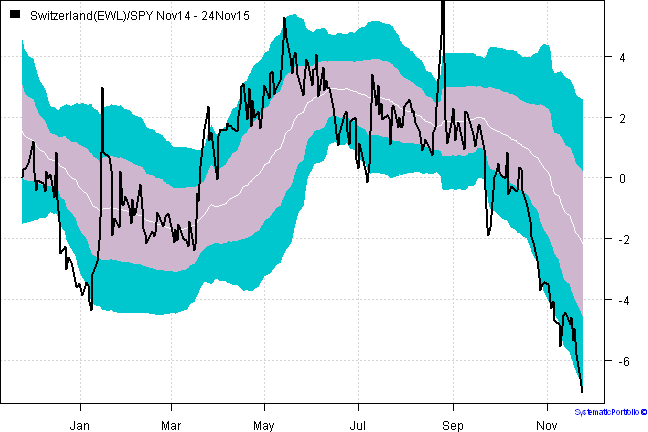 Switzerland(EWL)/SPY Nov14 - 24Nov15
4
2
0
-2
-4
-6
Jan Mar May Jul Sep Nov
SystematicPortfolio ©